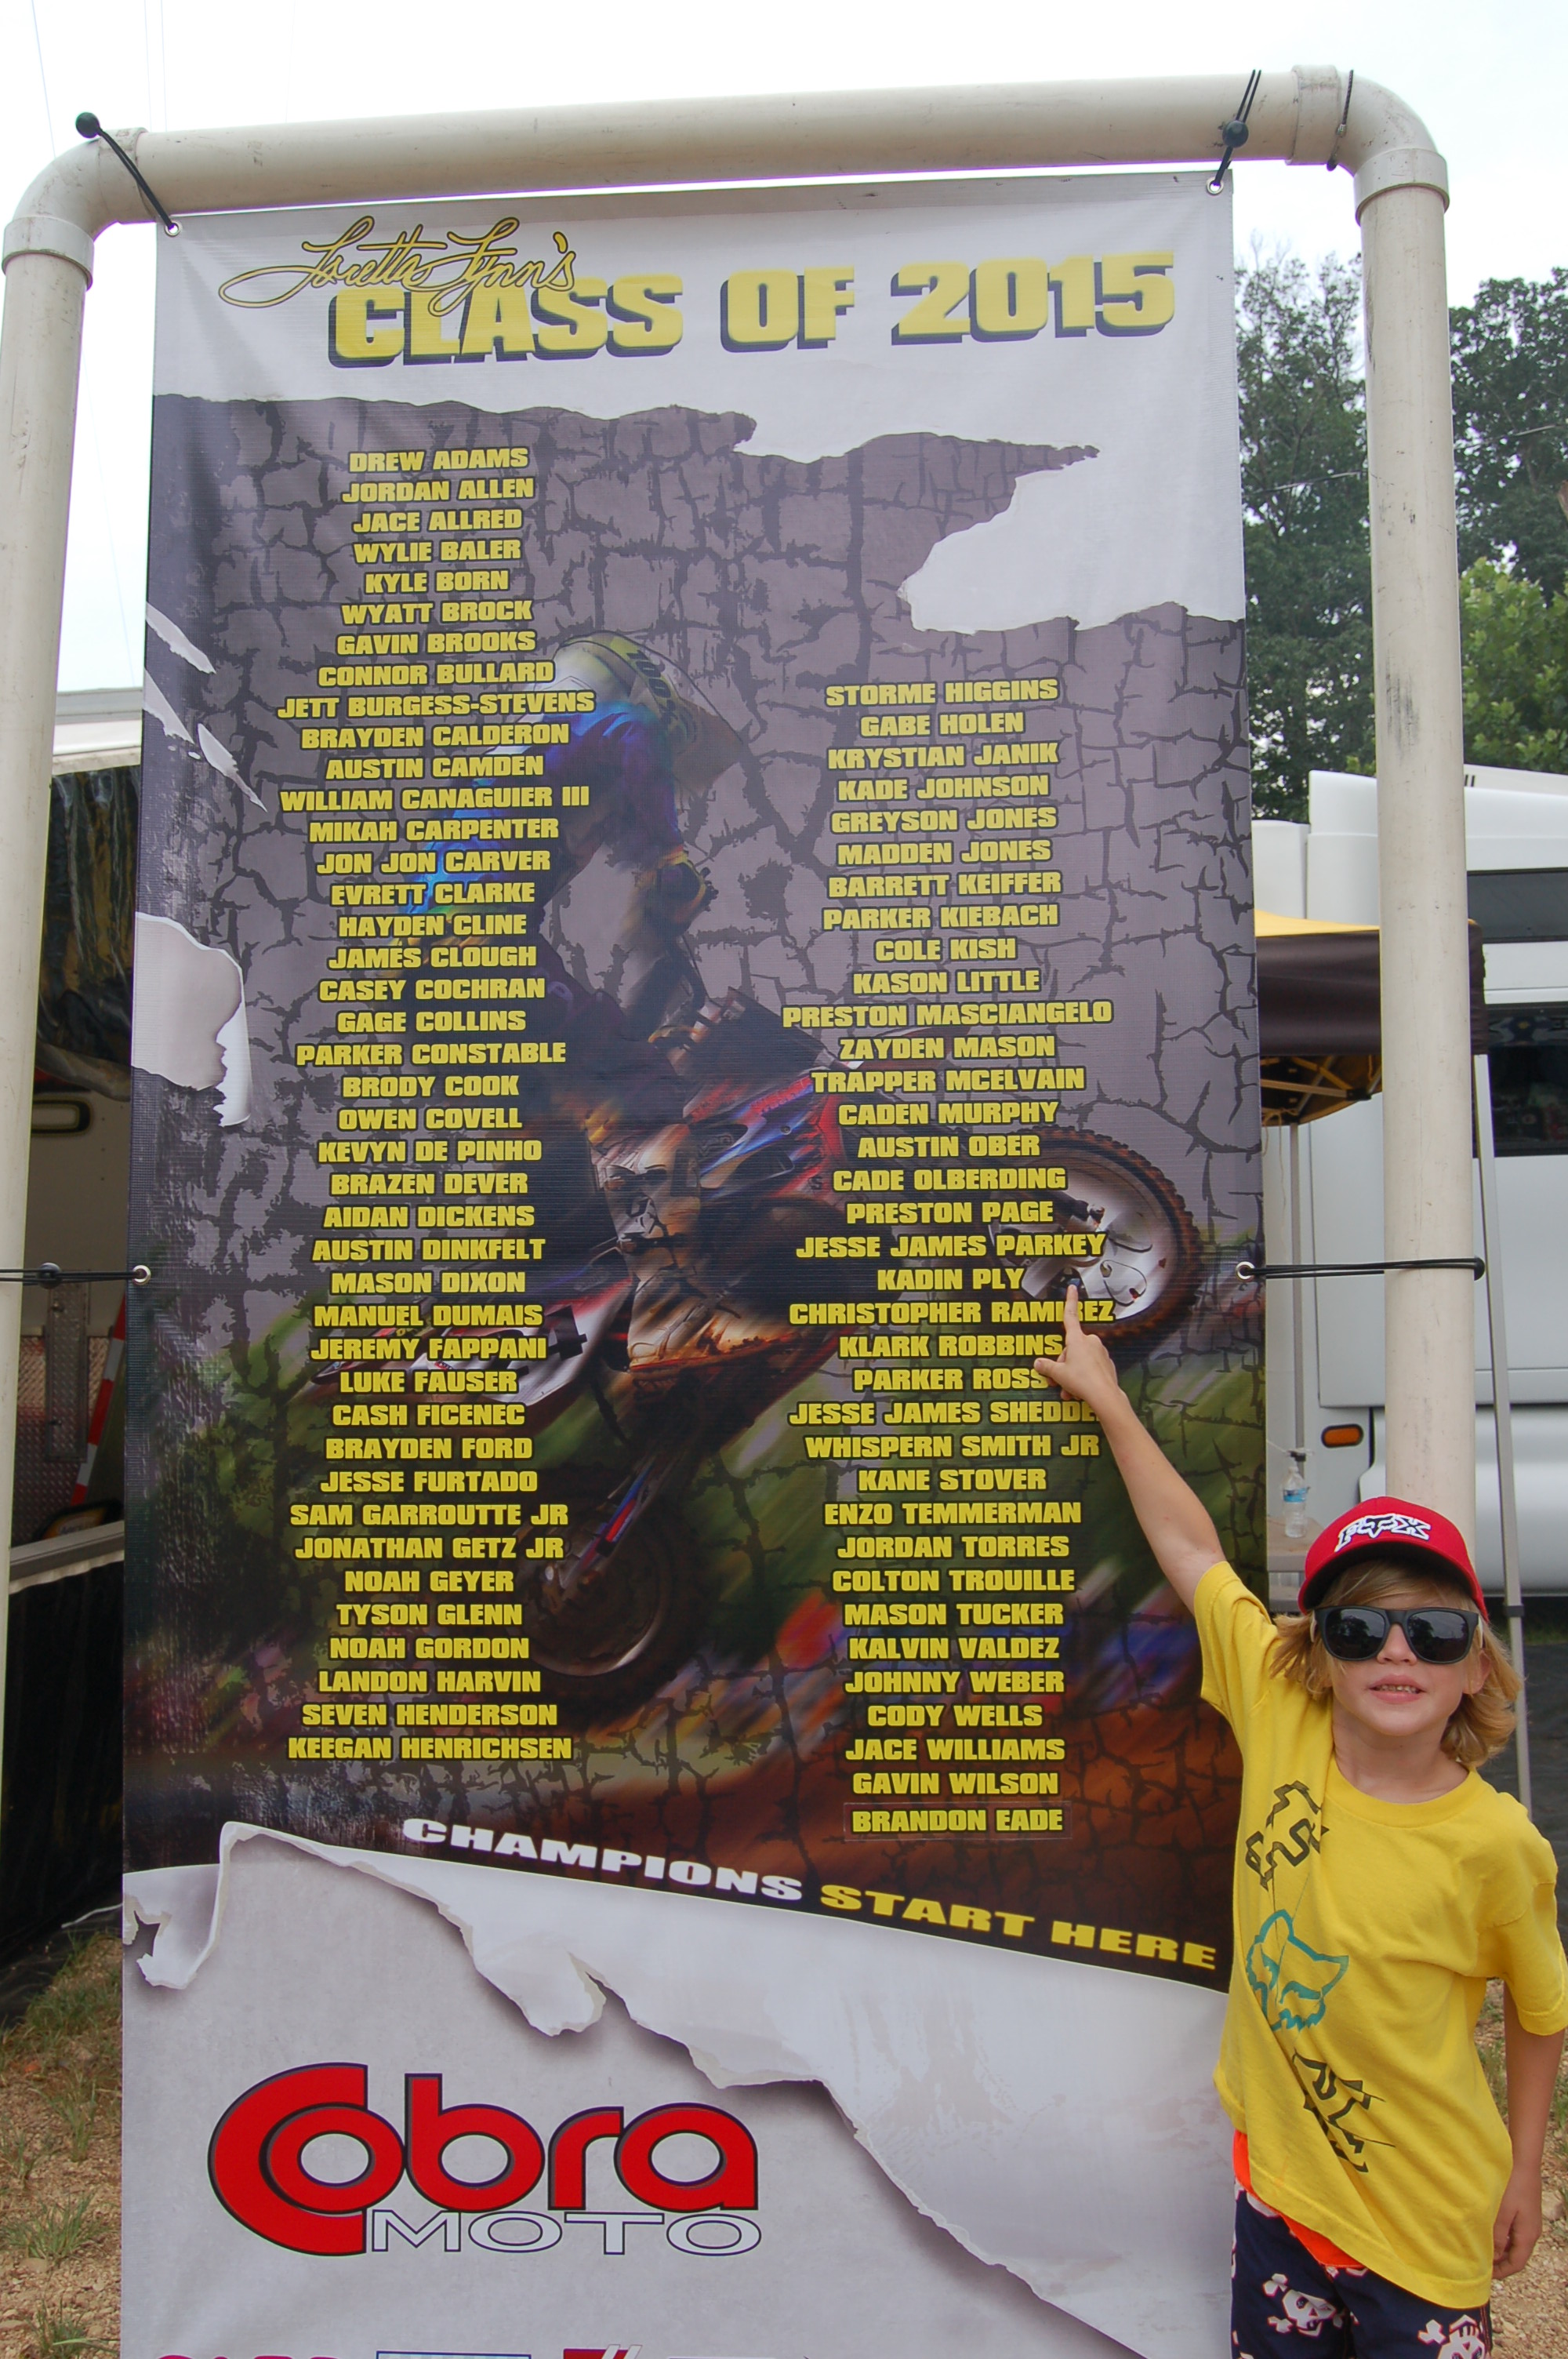 Loretta Lynn's
CLASS OF 2015
DREW ADAMS
JORDAN ALLEN
JACE ALLRED
WYLIE BALER
KYLE BORN
WYATT BROCK
GAVIN BROOKS
CONNOR BULLARD
JETT BURGESS-STEVENS
BRAYDEN CALDERON
AUSTIN CAMDEN
WILLIAM CANAGUIER III
MIKAH CARPENTER
JON JON CARVER
EVRETT CLARKE
HAYDEN CLINE
JAMES CLOUGH
CASEY COCHRAN
GAGE COLLINS
PARKER CONSTABLE
BRODY COOK
OWEN COVELL
KEVYN DE PINHO
BRAZEN DEVER
AIDAN DICKENS
AUSTIN DINKFELT
MASON DIXON
MANUEL DUMAIS
JEREMY FAPPANI
LUKE FAUSER
CASH FICENEC
BRAYDEN FORD
JESSE FURTADO
SAM GARROUTTE JR
JONATHAN GETZ JR
NOAH GEYER
TYSON GLENN
NOAH GORDON
LANDON HARVIN
SEVEN HENDERSON
KEEGAN HENRICHSEN
STORME HIGGINS
GABE HOLEN
KRYSTIAN JANIK
KADE JOHNSON
GREYSON JONES
MADDEN JONES
BARRETT KEIFFER
PARKER KIEBACH
COLE KISH
KASON LITTLE
PRESTON MASCIANGELO
ZAYDEN MASON
TRAPPER MCELVAIN
CADEN MURPHY
AUSTIN OBER
CADE OLBERDING
PRESTON PAGE
JESSE JAMES PARKEY
KADIN PLY
CHRISTOPHER RAMIREZ
KLARK ROBBINS
PARKER ROSS
JESSE JAMES
WHISPERN SMITH JR
KANE STOVER
ENZO TEMMERMAN
JORDAN TORRES
COLTON TROUILLE
MASON TUCKER
KALVIN VALDEZ
JOHNNY WEBER
CODY WELLS
JACE WILLIAMS
GAVIN WILSON
BRANDON EADE
CHAMPIONS START HERE
Cobra
MOTO
FOX